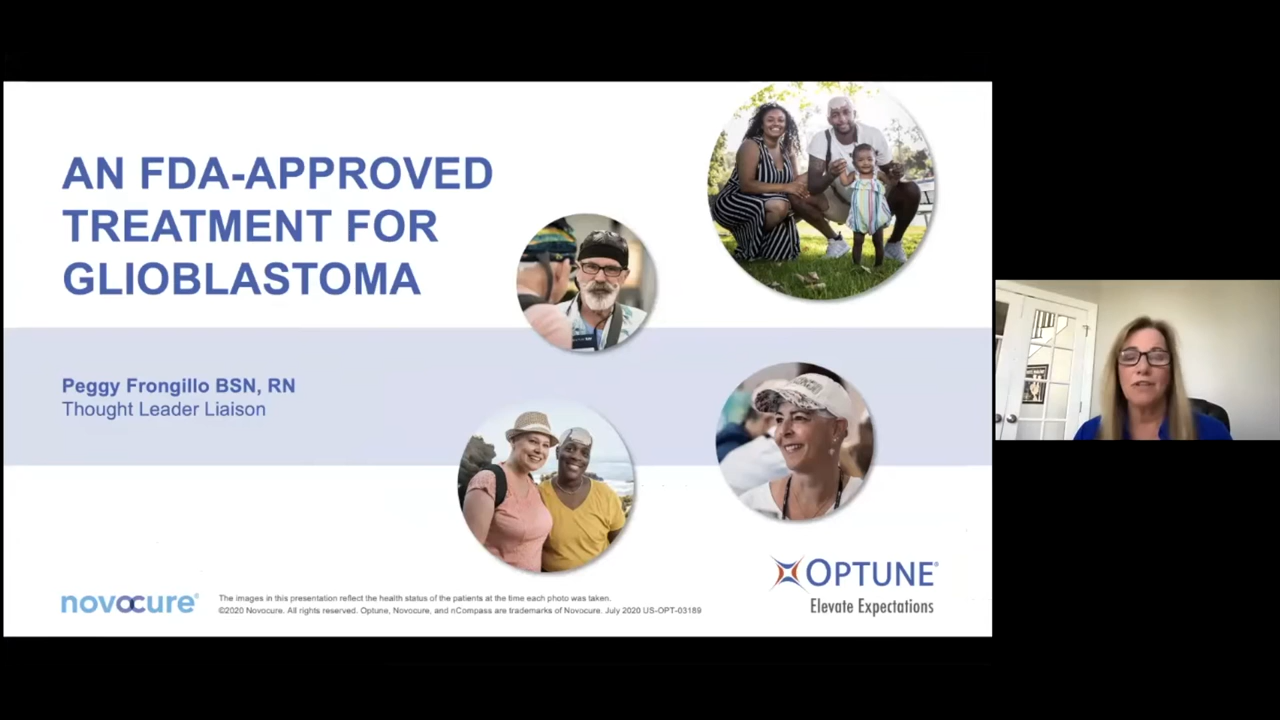 AN FDA-APPROVED
TREATMENT FOR
GLIOBLASTOMA
Peggy Frongillo BSN, RN
Thought Leader Liaison
OPTUNE®
Elevate Expectations
novocure®
The images in this presentation reflect the health status of the patients at the time each photo was taken.
©2020 Novocure. All rights reserved. Optune, Novocure, and nCompass are trademarks of Novocure. July 2020 US-OPT-03189